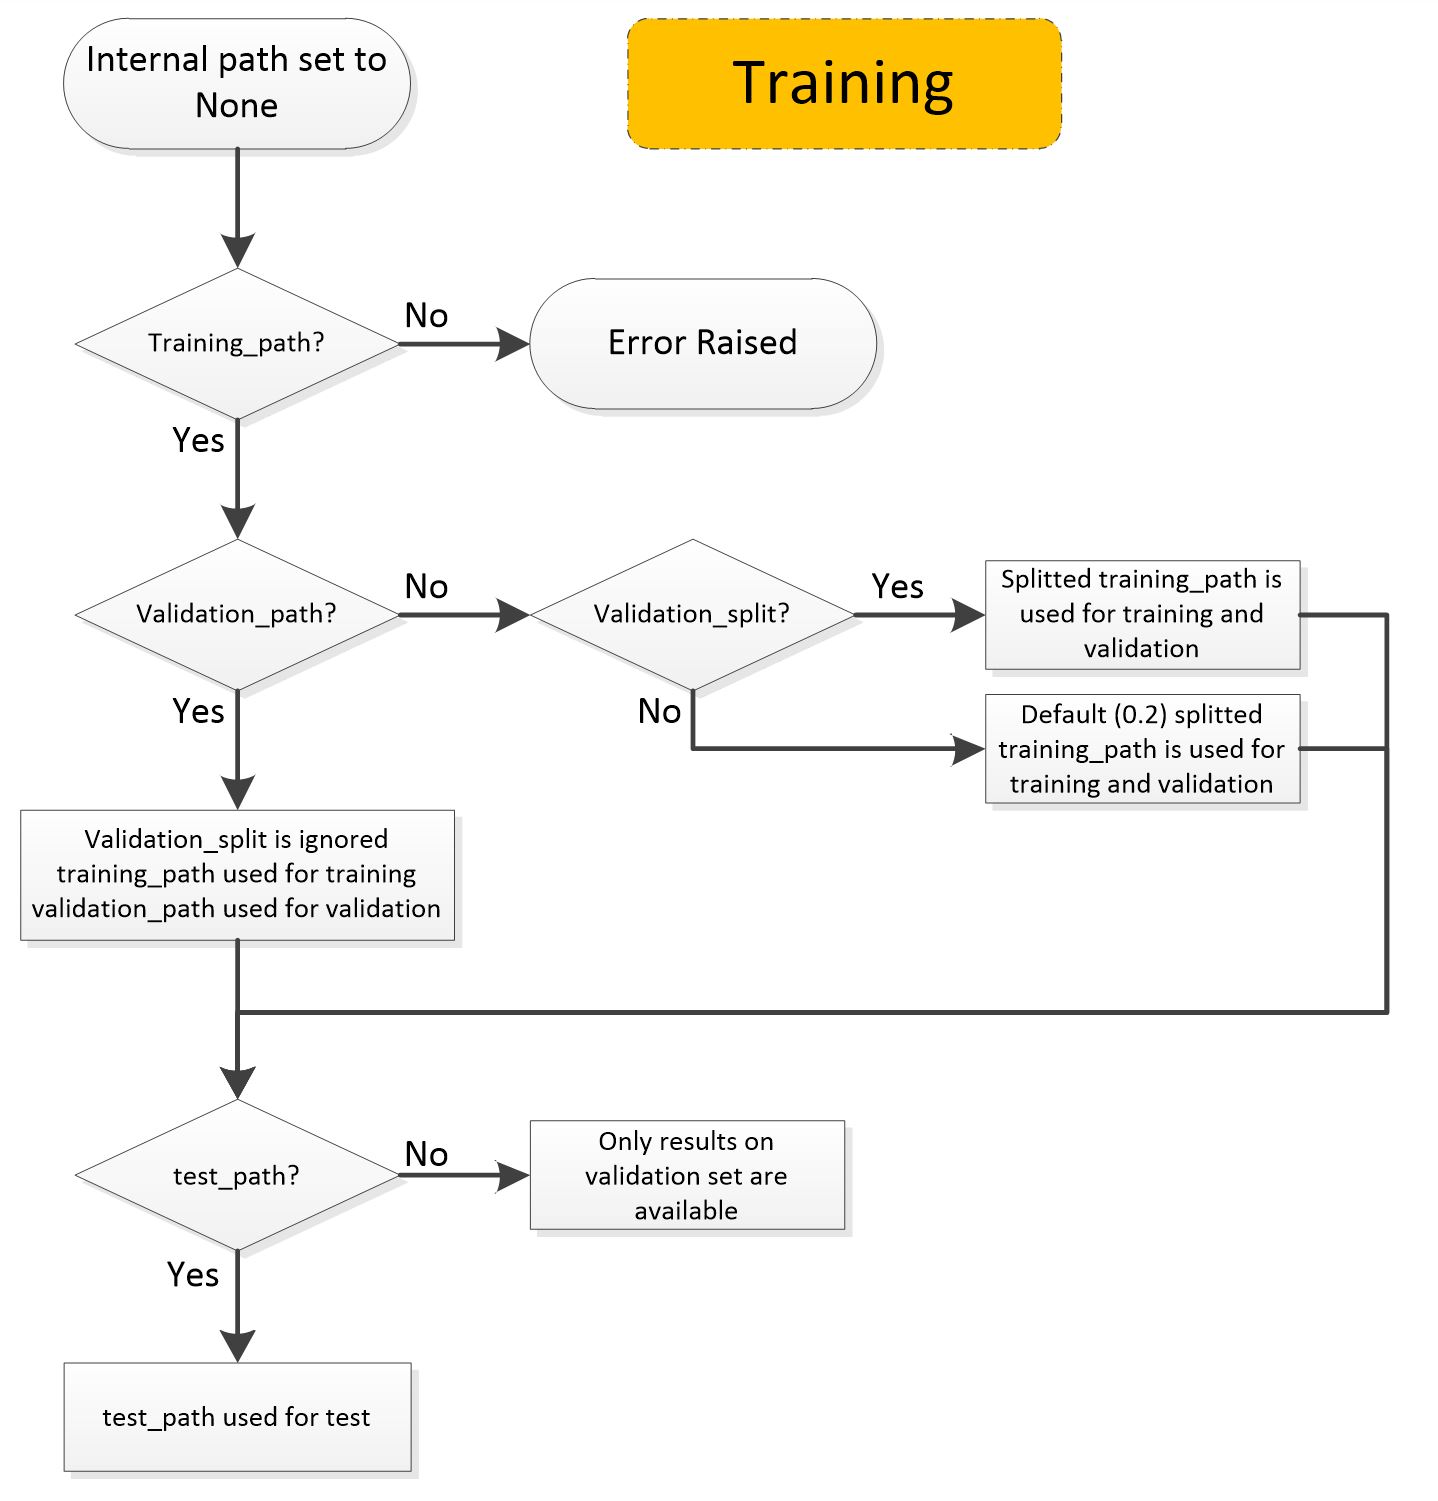 Internal path set to
None
Training
Training_path?
No
Error Raised
Yes
Validation_path?
No
Validation_split?
Yes
Splitted training_path is
used for training and
validation
No
Default (0.2) splitted
training_path is used for
training and validation
Yes
Validation_split is ignored
training_path used for training
validation_path used for validation
test_path?
No
Only results on
validation set are
available
Yes
test_path used for test